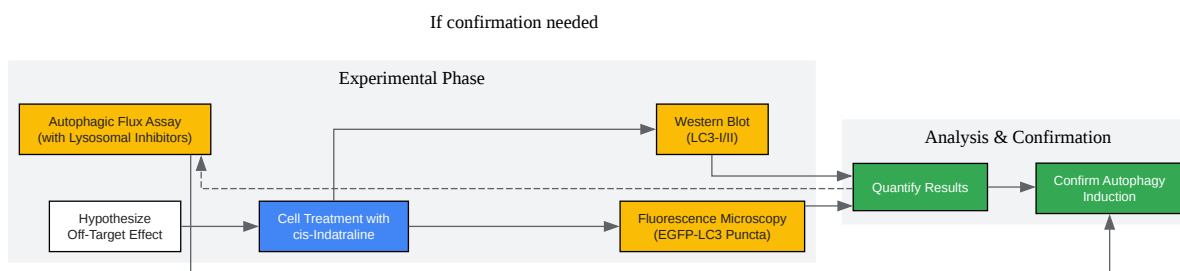 If confirmation needed
Experimental Phase
Autophagic Flux Assay
(with Lysosomal Inhibitors)
Western Blot
(LC3-I/II)
Analysis & Confirmation
Quantify Results
Confirm Autophagy
Induction
Hypothesize
Off-Target Effect
Cell Treatment with
cis-Indatraline
Fluorescence Microscopy
(EGFP-LC3 Puncta)